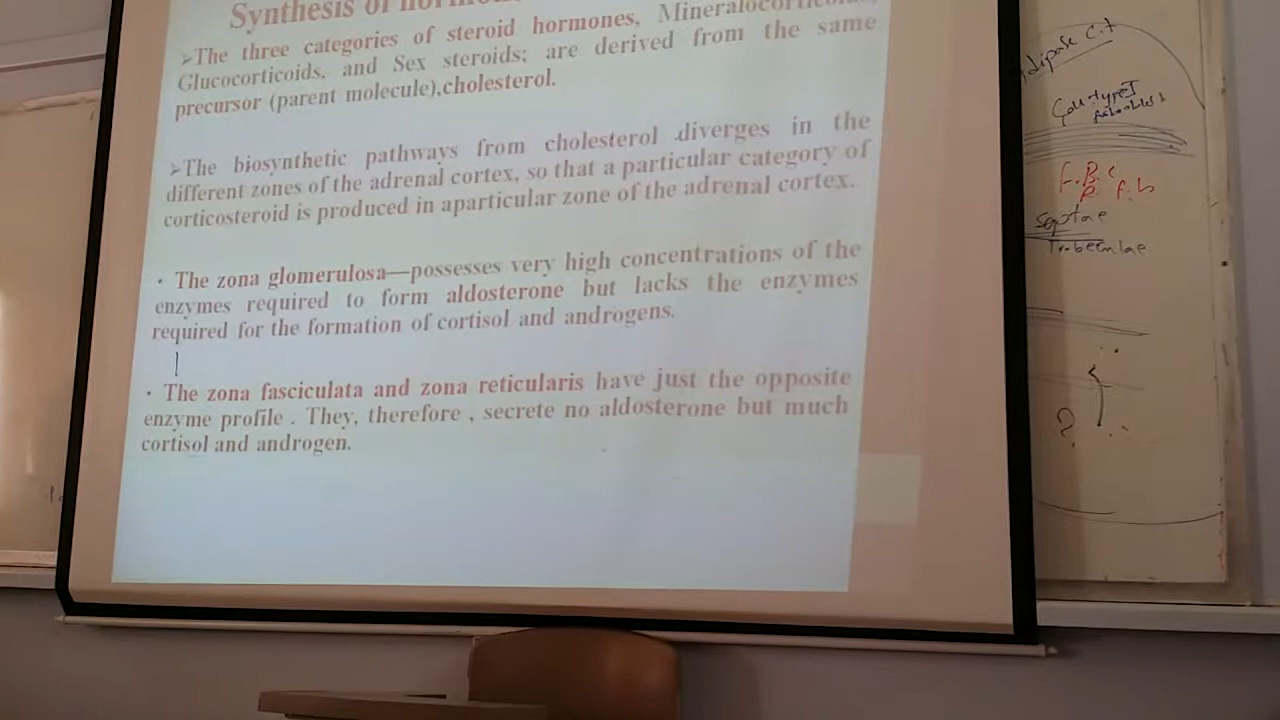 Synthesis of
➢The three categories of steroid hormones, Mineralocorticoids,
Glucocorticoids, and Sex steroids; are derived from the same
precursor (parent molecule),cholesterol.
➢The biosynthetic pathways from cholesterol diverges in the
different zones of the adrenal cortex, so that a particular category of
corticosteroid is produced in aparticular zone of the adrenal cortex.
· The zona glomerulosa—possesses very high concentrations of the
enzymes required to form aldosterone but lacks the enzymes
required for the formation of cortisol and androgens.
· The zona fasciculata and zona reticularis have just the opposite
enzyme profile . They, therefore , secrete no aldosterone but much
cortisol and androgen.
Adipose C.t
Septae
Trabeculae
?